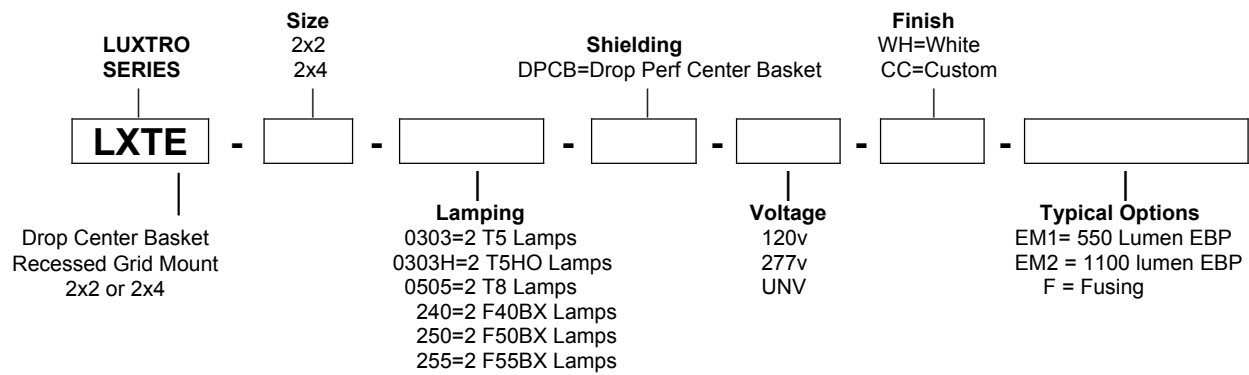 LUXTRO
SERIES
Size
2x2
2x4
Shielding
DPCB=Drop Perf Center Basket
Finish
WH=White
CC=Custom
LXTE - - - - - -
Drop Center Basket
Recessed Grid Mount
2x2 or 2x4
Lamping
0303=2 T5 Lamps
0303H=2 T5HO Lamps
0505=2 T8 Lamps
240=2 F40BX Lamps
250=2 F50BX Lamps
255=2 F55BX Lamps
Voltage
120v
277v
UNV
Typical Options
EM1= 550 Lumen EBP
EM2 = 1100 lumen EBP
F = Fusing